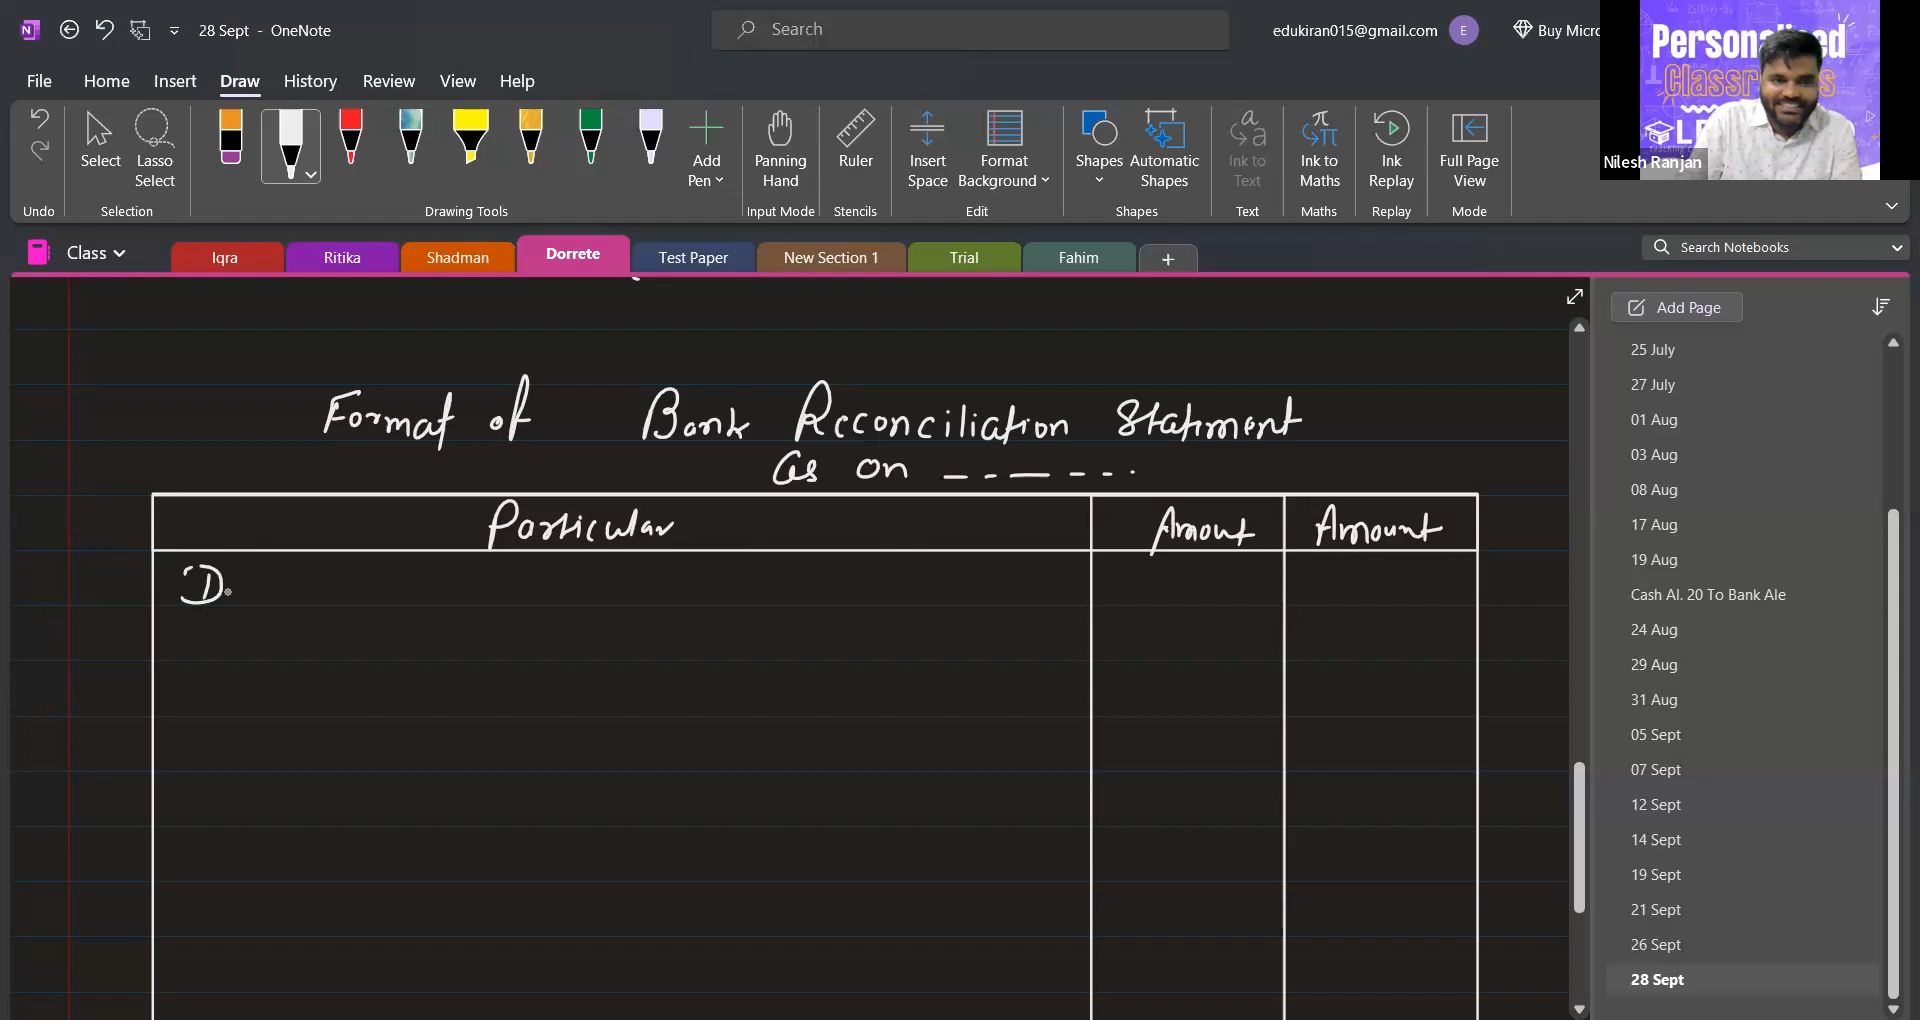 28 Sept - OneNote
Search
edukiran015@gmail.com
E
Buy Micro
File
Home
Insert
Draw
History
Review
View
Help
Undo
Select
Lasso
Select
Selection
Drawing Tools
Add
Pen
Panning
Hand
Input Mode
Ruler
Stencils
Insert
Space
Format
Background
Edit
Shapes
Automatic
Shapes
Shapes
Ink to
Text
Text
Ink to
Maths
Maths
Ink
Replay
Replay
Full Page
View
Mode
Personalised
Nilesh Ranjan
Class
Iqra
Ritika
Shadman
Dorrete
Test Paper
New Section 1
Trial
Fahim
+
Search Notebooks
Format of Bank Reconciliation Statement
As on
Particular
Amout
Amount
D
Add Page
25 July
27 July
01 Aug
03 Aug
08 Aug
17 Aug
19 Aug
Cash Al. 20 To Bank Ale
24 Aug
29 Aug
31 Aug
05 Sept
07 Sept
12 Sept
14 Sept
19 Sept
21 Sept
26 Sept
28 Sept